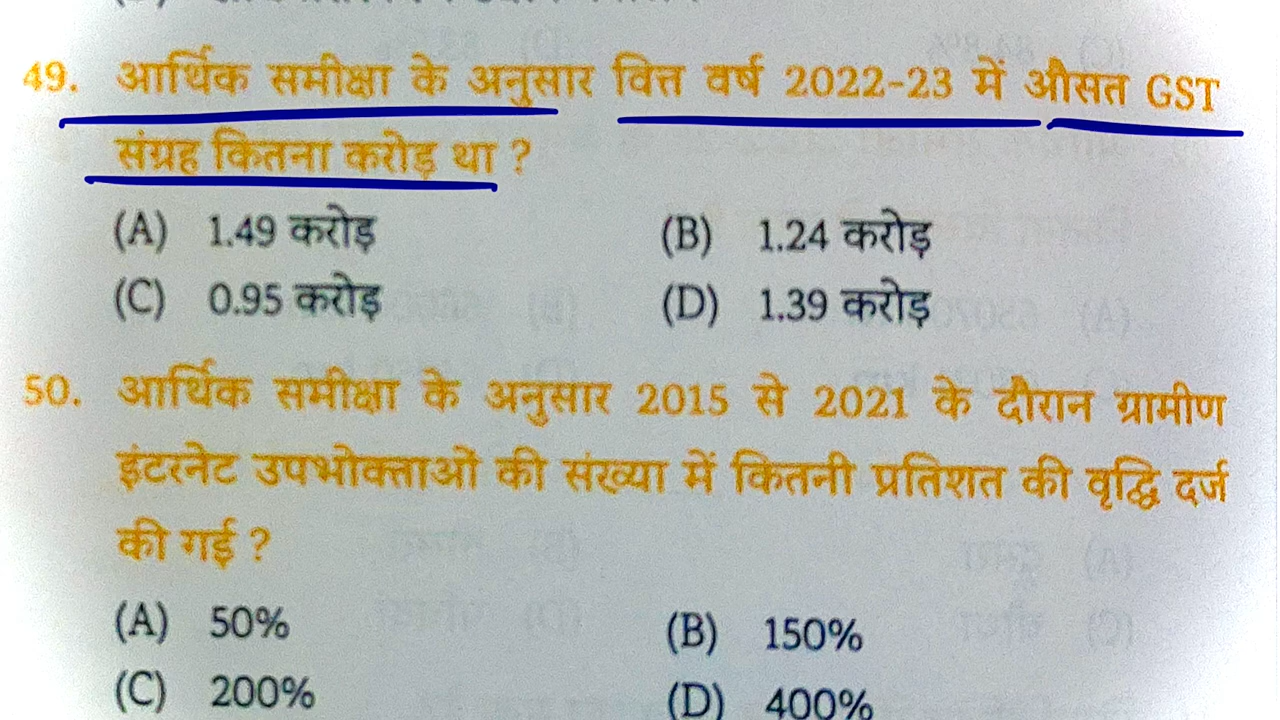 49. आर्थिक समीक्षा के अनुसार वित्त वर्ष 2022-23 में औसत GST
संग्रह कितना करोड़ था ?
(A) 1.49 करोड़ (B) 1.24 करोड़
(C) 0.95 करोड़ (D) 1.39 करोड़
50. आर्थिक समीक्षा के अनुसार 2015 से 2021 के दौरान ग्रामीण
इंटरनेट उपभोक्ताओं की संख्या में कितनी प्रतिशत की वृद्धि दर्ज
की गई ?
(A) 50% (B) 150%
(C) 200% (D) 400%